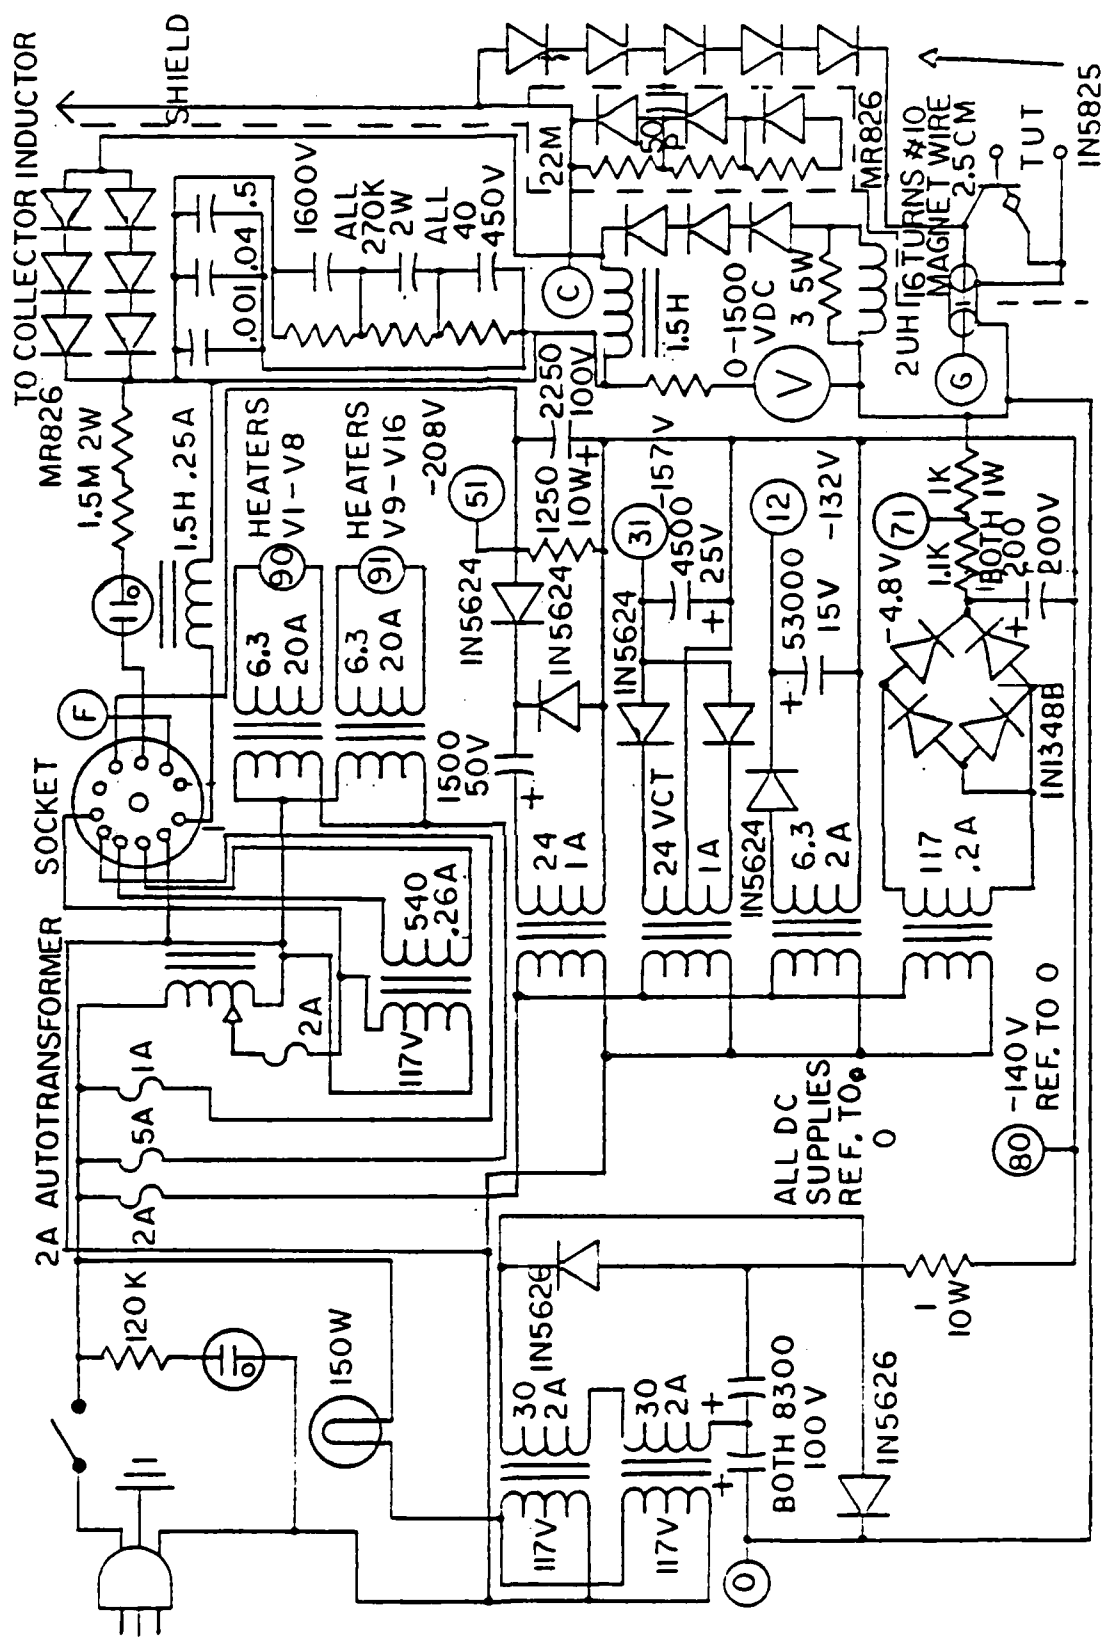 TO COLLECTOR INDUCTOR
SHIELD
MR826
1.5M 2W
1.5H .25A
.001
.04
.5
1600V
ALL
270K
2W
ALL
40
450V
22M
50
P
MR826
IN5825
TUT
16 TURNS #10
MAGNET WIRE
2.5CM
2UH
3 5W
0-1500
VDC
V
1.5H
C
G
F
SOCKET
2A AUTOTRANSFORMER
HEATERS
V1-V8
90
6.3
20A
HEATERS
V9-V16
91
6.3
20A
-208V
51
2250
100V
+
1250
10W
IN5624
IN5624
1500
50V
+
24
1A
31
-157V
4500
25V
+
IN5624
24 VCT
1A
12
-132V
53000
15V
+
IN5624
6.3
2A
71
-4.8V
1K
1.1K
BOTH 1W
200
200V
+
IN1348B
117
.2A
540
.26A
117V
2A
1A
5A
2A
120K
150W
ALL DC
SUPPLIES
REF. TO
0
80
-140V
REF. TO 0
IN5626
30
2A
117V
30
2A
117V
+
+
BOTH 8300
100V
IN5626
1
10W
0